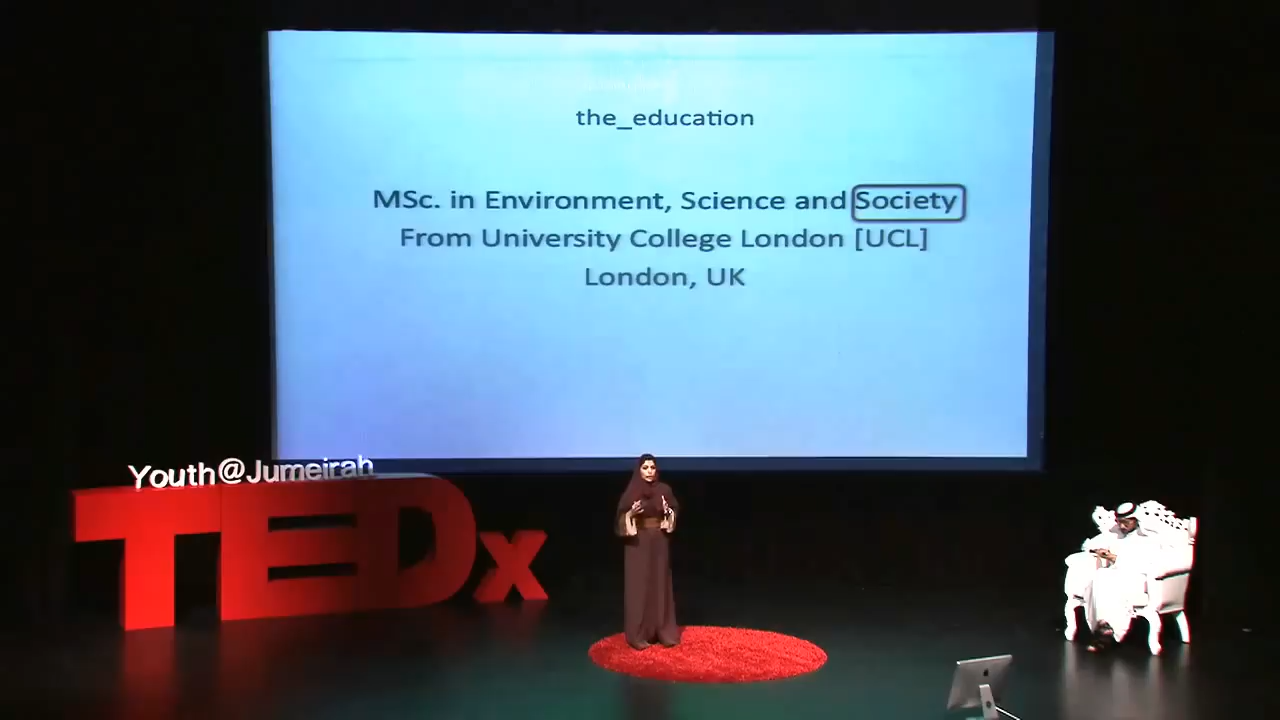 the_education
MSc. in Environment, Science and Society
From University College London [UCL]
London, UK
Youth@Jumeirah
TEDx